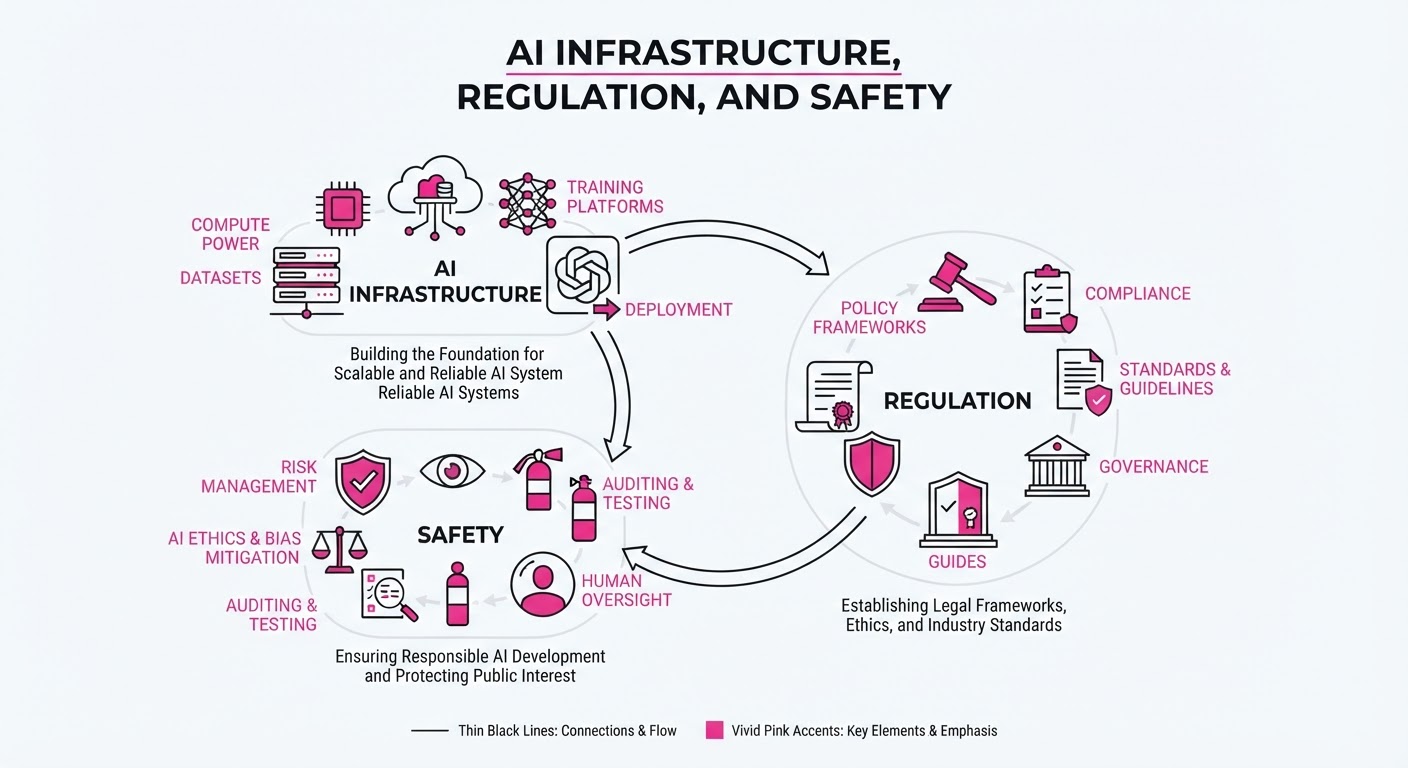 AI INFRASTRUCTURE,
REGULATION, AND SAFETY
TRAINING
PLATFORMS
COMPUTE
POWER
DATASETS
AI
INFRASTRUCTURE
DEPLOYMENT
Building the Foundation for
Scalable and Reliable AI System
Reliable AI Systems
POLICY
FRAMEWORKS
COMPLIANCE
STANDARDS &
GUIDELINES
REGULATION
GOVERNANCE
GUIDES
Establishing Legal Frameworks,
Ethics, and Industry Standards
RISK
MANAGEMENT
AUDITING &
TESTING
SAFETY
AI ETHICS & BIAS
MITIGATION
HUMAN
OVERSIGHT
AUDITING &
TESTING
Ensuring Responsible AI Development
and Protecting Public Interest
Thin Black Lines: Connections & Flow
Vivid Pink Accents: Key Elements & Emphasis